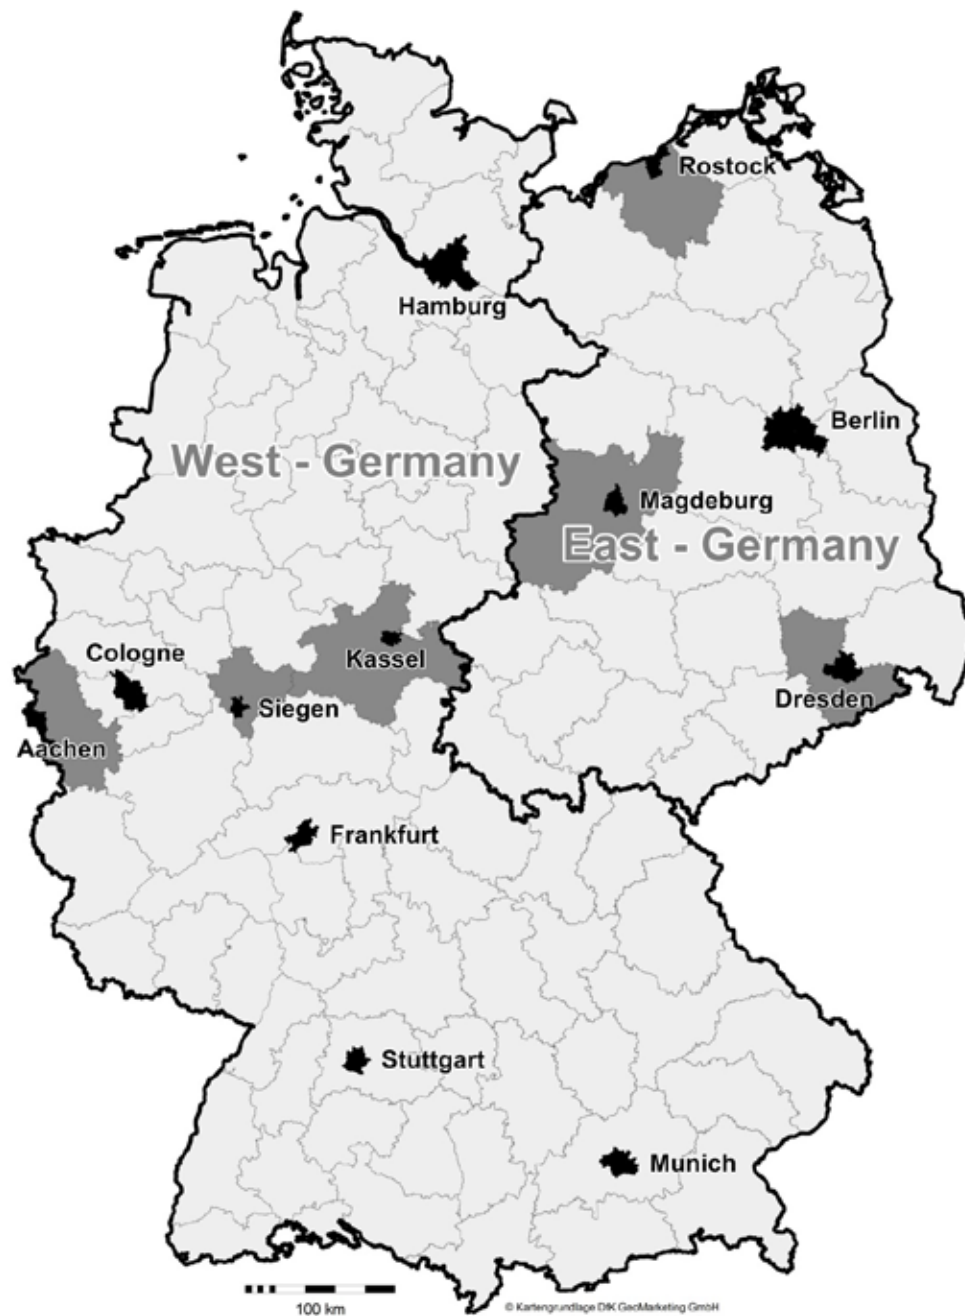 Rostock
Hamburg
Berlin
West - Germany
Magdeburg
East - Germany
Cologne
Kassel
Dresden
Siegen
Aachen
Frankfurt
Stuttgart
Munich
100 km
© Kartengrundlage DfK GeoMarketing GmbH